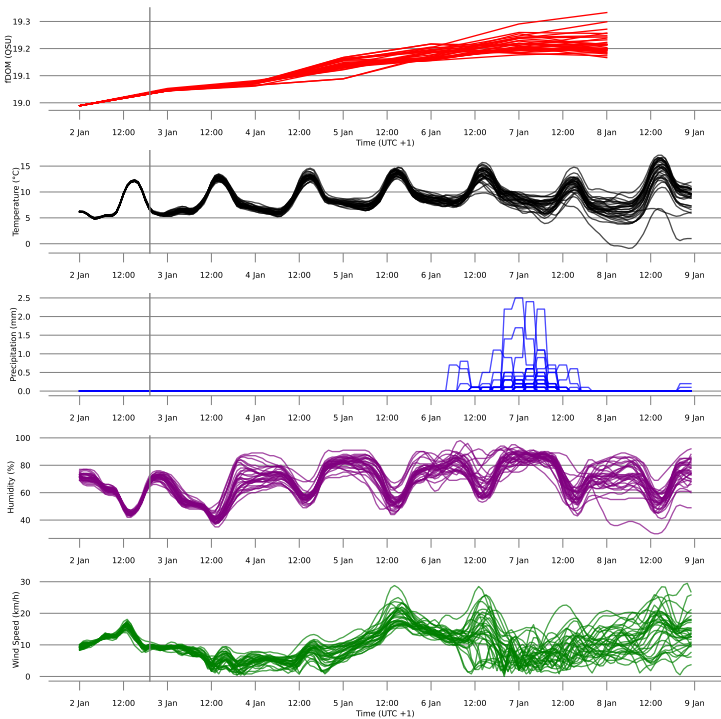 fDOM (QSU)
19.3
19.2
19.1
19.0
2 Jan 12:00 3 Jan 12:00 4 Jan 12:00 5 Jan 12:00 6 Jan 12:00 7 Jan 12:00 8 Jan 12:00 9 Jan
Time (UTC +1)
Temperature (°C)
15
10
5
0
2 Jan 12:00 3 Jan 12:00 4 Jan 12:00 5 Jan 12:00 6 Jan 12:00 7 Jan 12:00 8 Jan 12:00 9 Jan
Precipitation (mm)
2.5
2.0
1.5
1.0
0.5
0.0
2 Jan 12:00 3 Jan 12:00 4 Jan 12:00 5 Jan 12:00 6 Jan 12:00 7 Jan 12:00 8 Jan 12:00 9 Jan
Humidity (%)
100
80
60
40
2 Jan 12:00 3 Jan 12:00 4 Jan 12:00 5 Jan 12:00 6 Jan 12:00 7 Jan 12:00 8 Jan 12:00 9 Jan
Wind Speed (km/h)
30
20
10
0
2 Jan 12:00 3 Jan 12:00 4 Jan 12:00 5 Jan 12:00 6 Jan 12:00 7 Jan 12:00 8 Jan 12:00 9 Jan
Time (UTC +1)